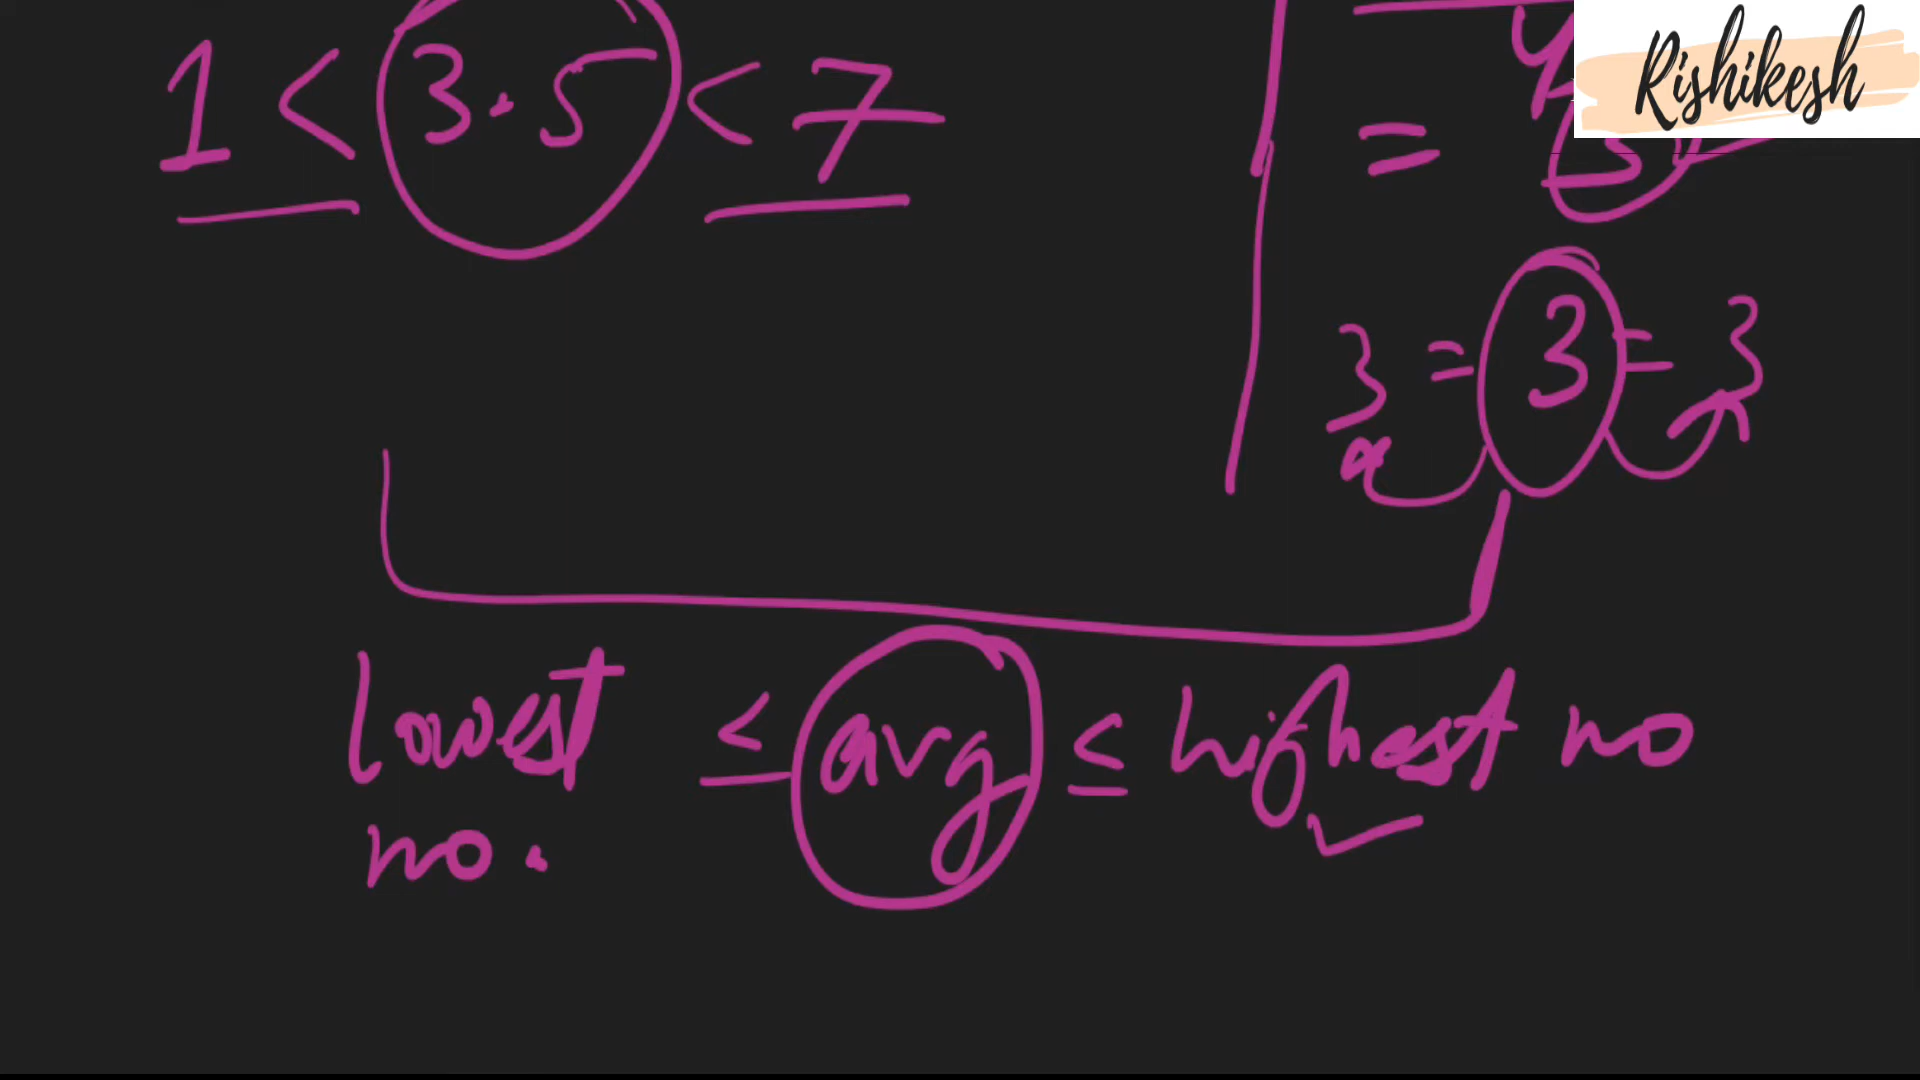 1 < 3.5 < 7
Rishikesh
=
3 = 3 = 3
lowest ≤ avg ≤ highest no
no.